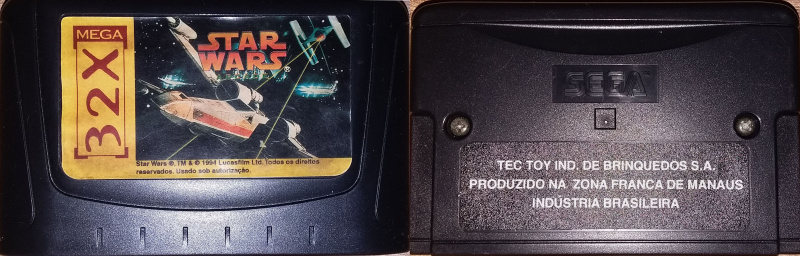 MEGA
32X
STAR
WARS®
Star Wars ®, TM & © 1994 Lucasfilm Ltd. Todos os direitos
reservados. Usado sob autorização.
SEGA
TEC TOY IND. DE BRINQUEDOS S.A.
PRODUZIDO NA ZONA FRANCA DE MANAUS
INDÚSTRIA BRASILEIRA